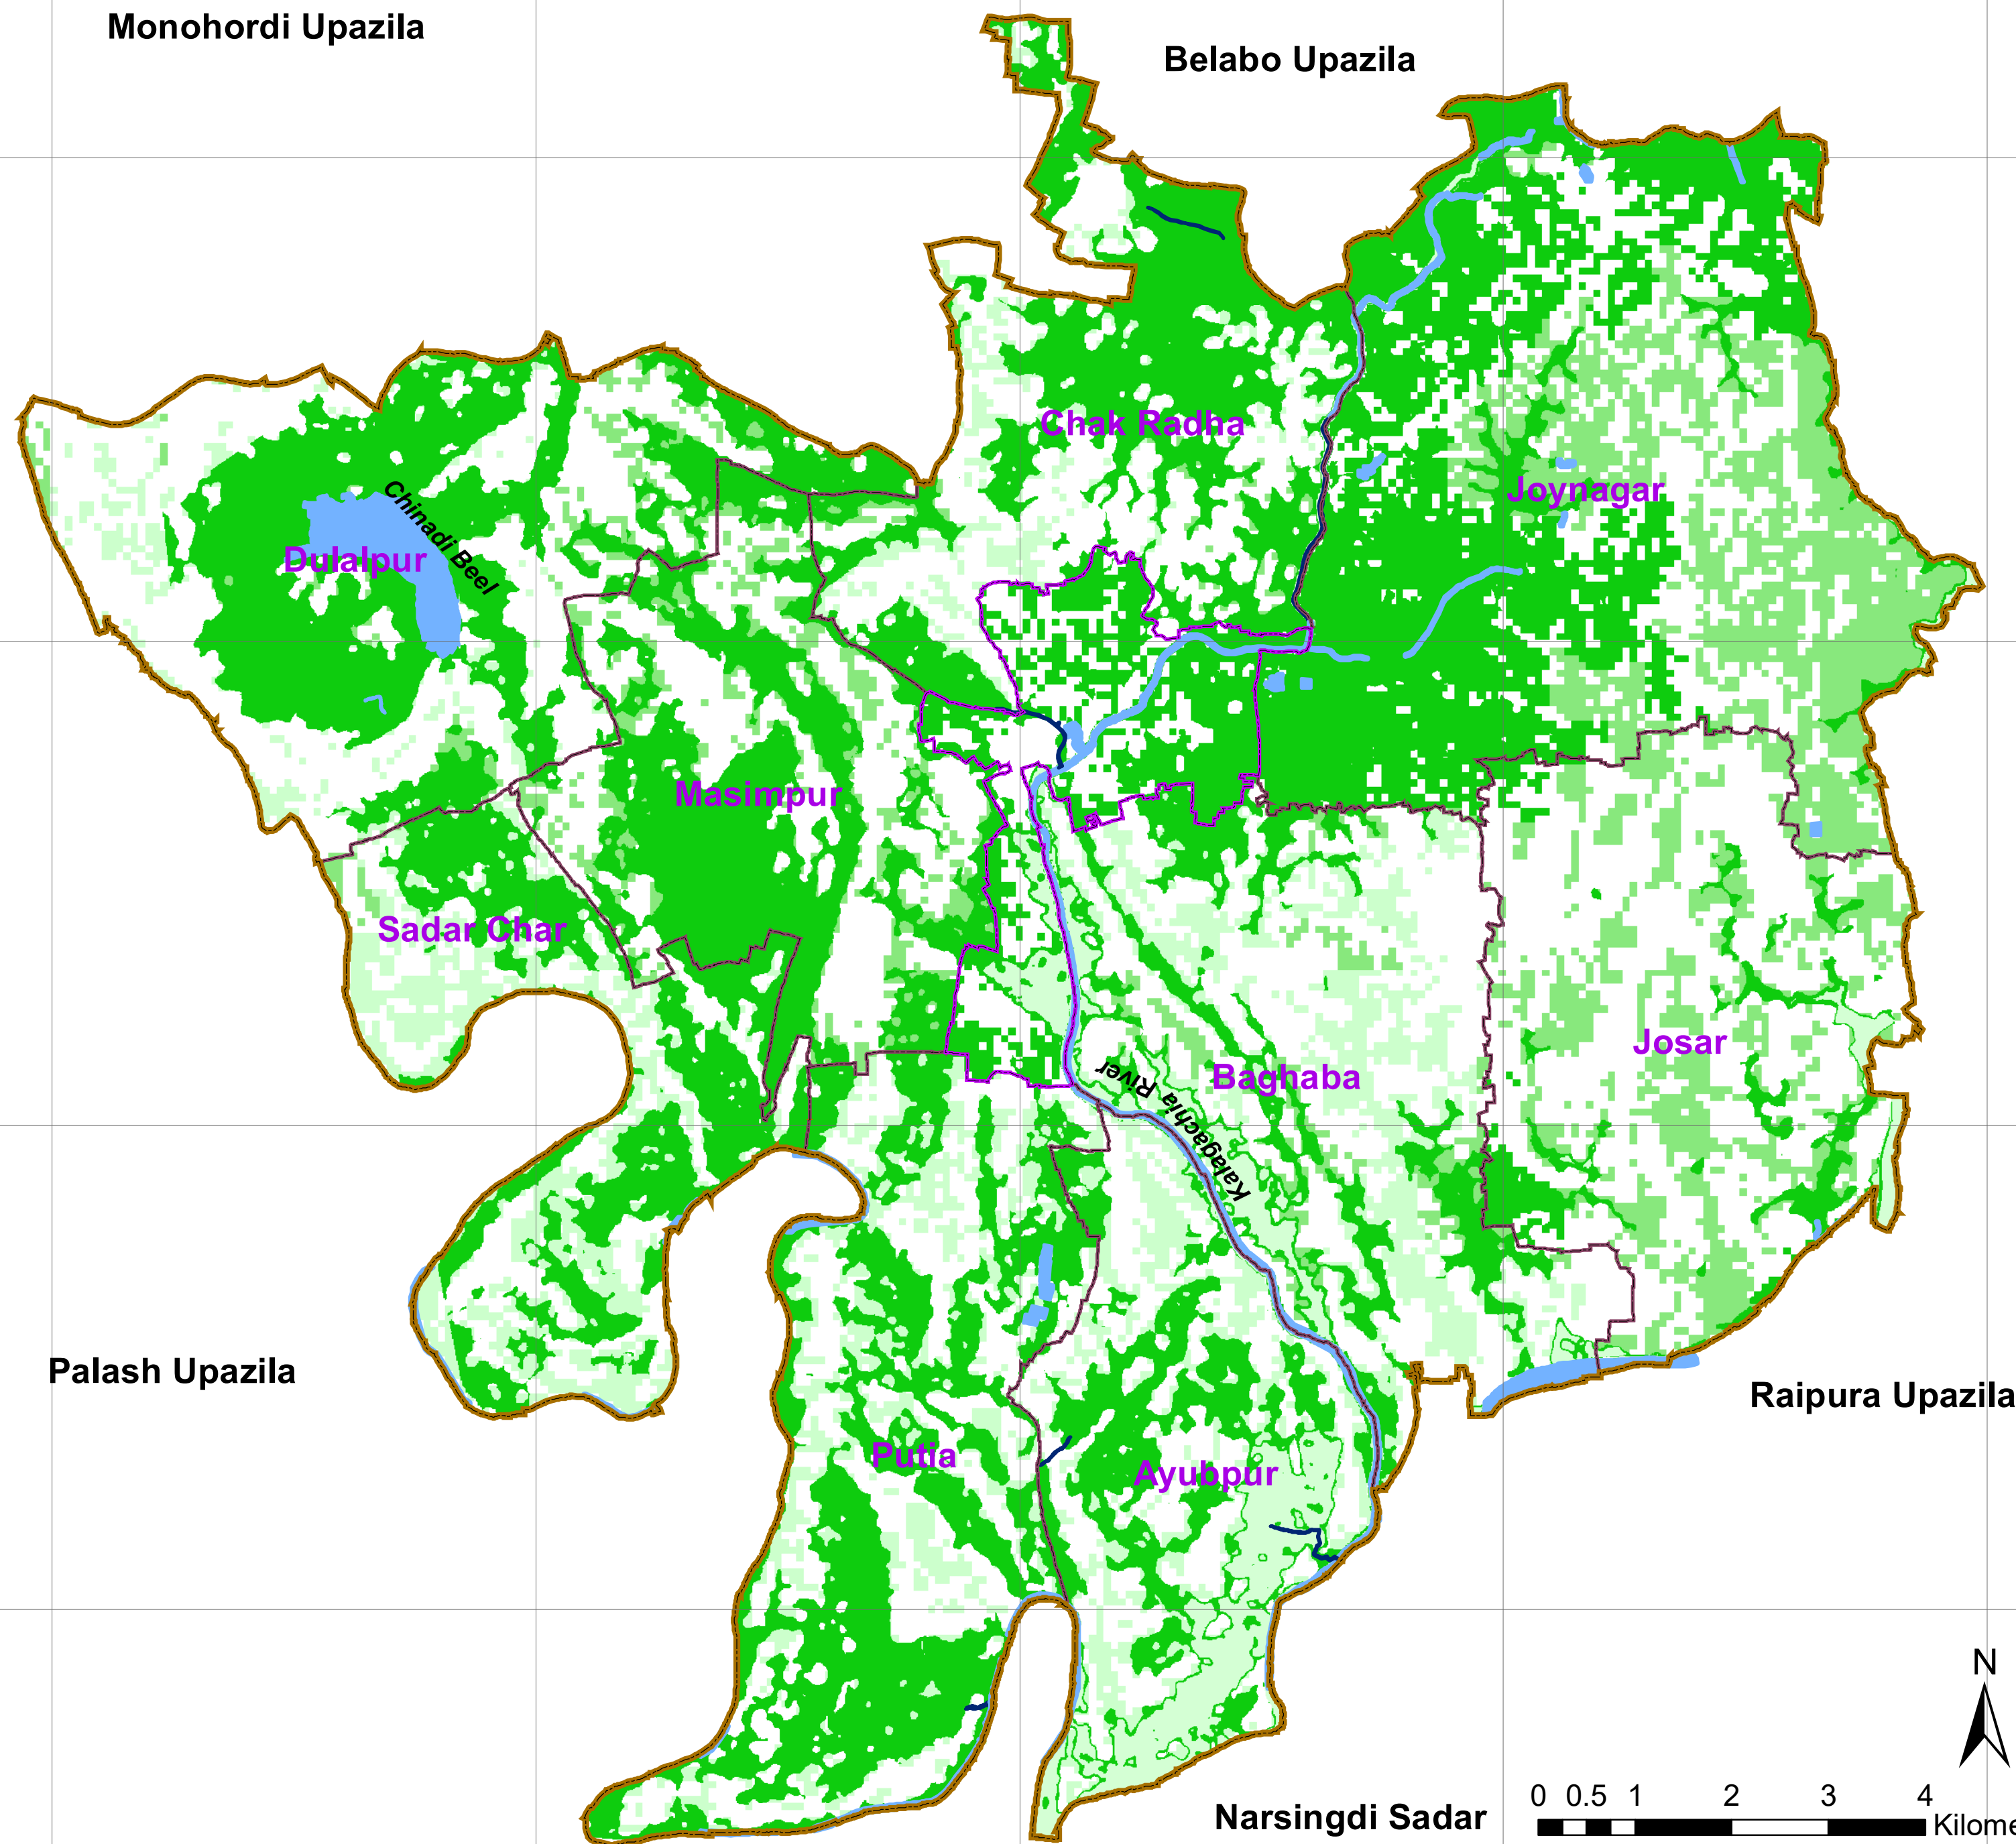 Monohordi Upazila
Belabo Upazila
Chak Radha
Joynagar
Chinadi Beel
Dulalpur
Masimpur
Sadar Char
Josar
Baghaba
Kalagachia River
Palash Upazila
Raipura Upazila
Putia
Ayubpur
N
0 0.5 1 2 3 4
Kilome
Narsingdi Sadar